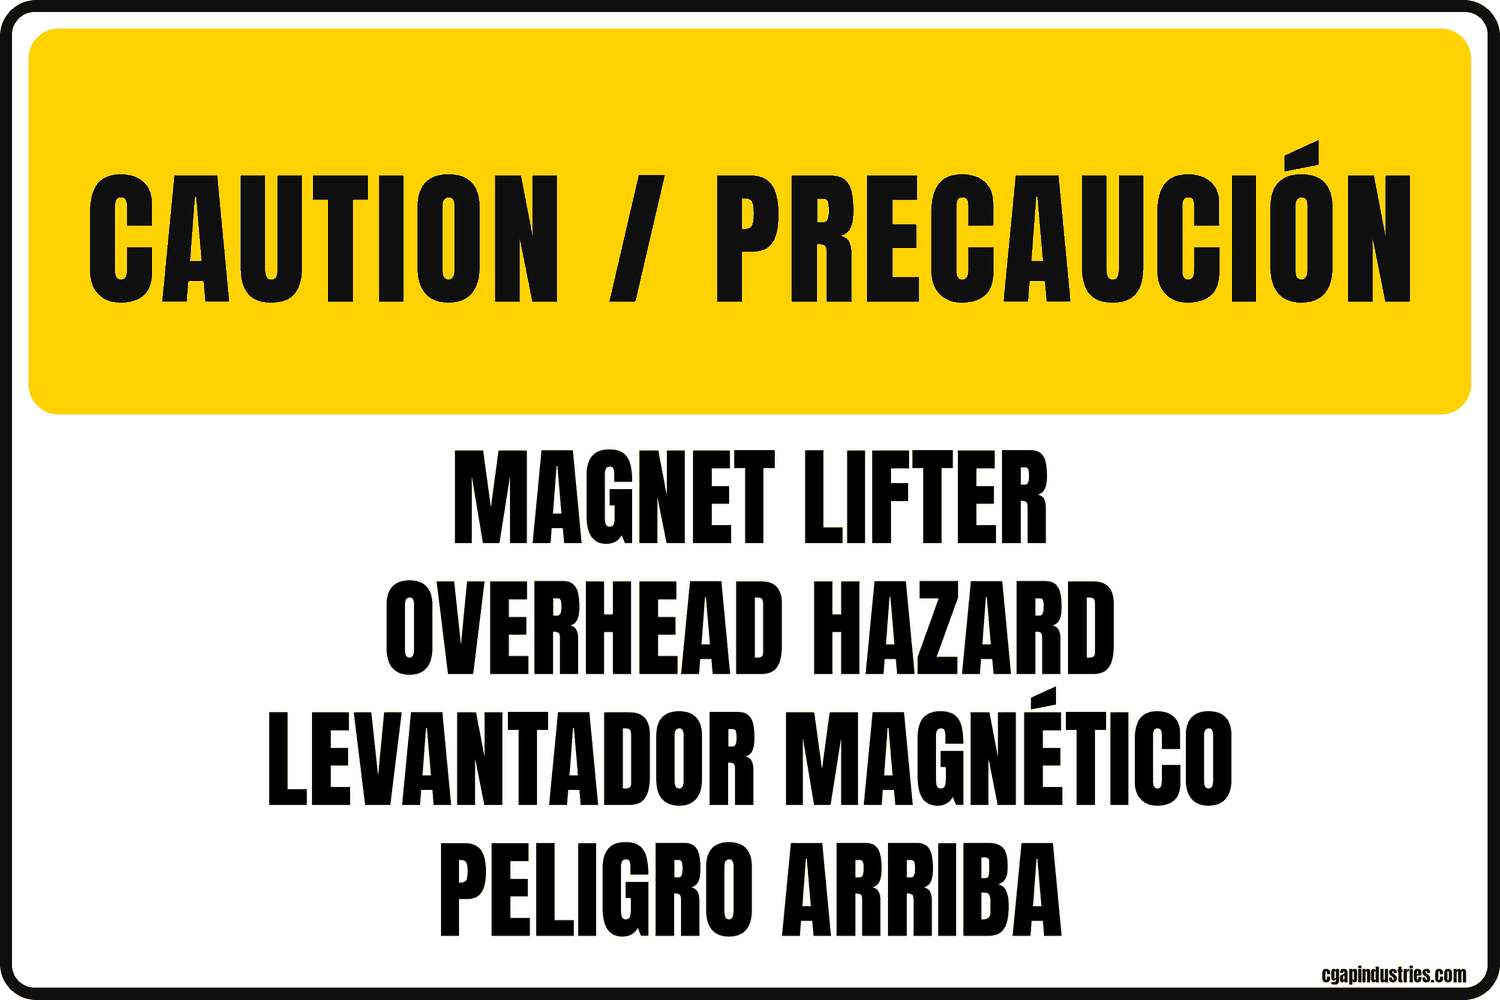 CAUTION / PRECAUCIÓN
MAGNET LIFTER
OVERHEAD HAZARD
LEVANTADOR MAGNÉTICO
PELIGRO ARRIBA
cgapindustries.com